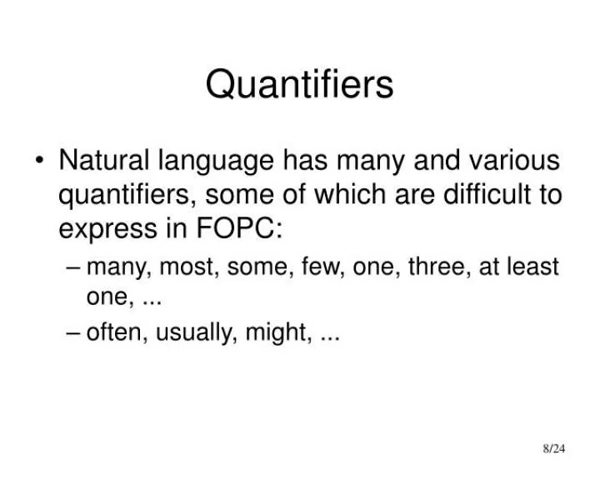 Quantifiers
• Natural language has many and various
quantifiers, some of which are difficult to
express in FOPC:
– many, most, some, few, one, three, at least
one, ...
– often, usually, might, ...
8/24